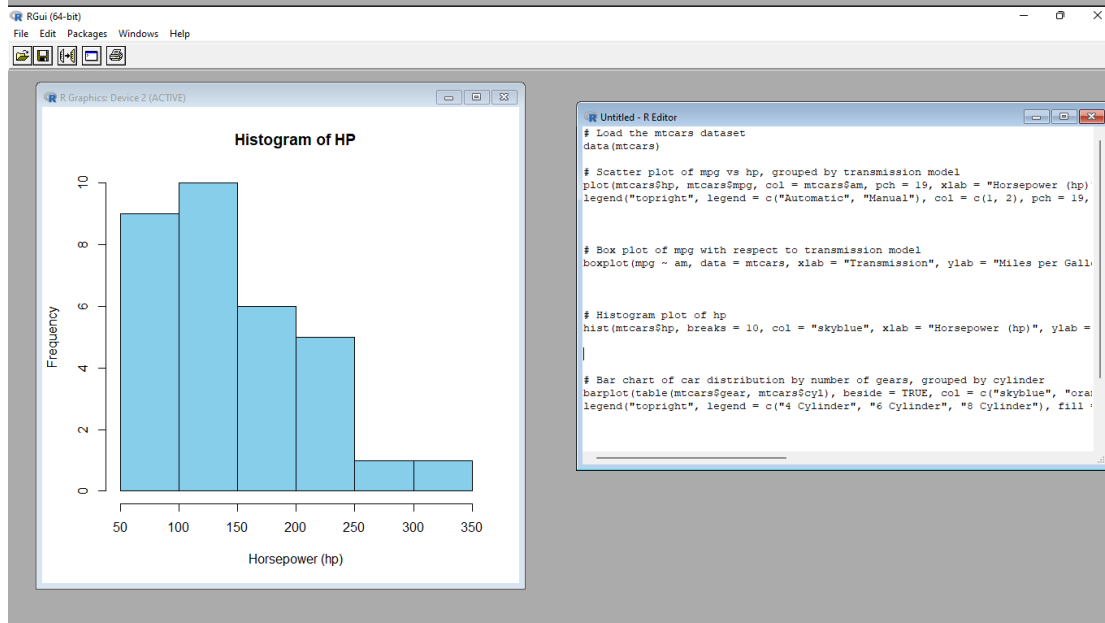 RGui (64-bit)
File Edit Packages Windows Help
R Graphics: Device 2 (ACTIVE)
Histogram of HP
Frequency
10
8
6
4
2
0
50 100 150 200 250 300 350
Horsepower (hp)
Untitled - R Editor
# Load the mtcars dataset
data(mtcars)
# Scatter plot of mpg vs hp, grouped by transmission model
plot(mtcars$hp, mtcars$mpg, col = mtcars$am, pch = 19, xlab = "Horsepower (hp)
legend("topright", legend = c("Automatic", "Manual"), col = c(1, 2), pch = 19,
# Box plot of mpg with respect to transmission model
boxplot(mpg ~ am, data = mtcars, xlab = "Transmission", ylab = "Miles per Gall
# Histogram plot of hp
hist(mtcars$hp, breaks = 10, col = "skyblue", xlab = "Horsepower (hp)", ylab =
# Bar chart of car distribution by number of gears, grouped by cylinder
barplot(table(mtcars$gear, mtcars$cyl), beside = TRUE, col = c("skyblue", "ora
legend("topright", legend = c("4 Cylinder", "6 Cylinder", "8 Cylinder"), fill =